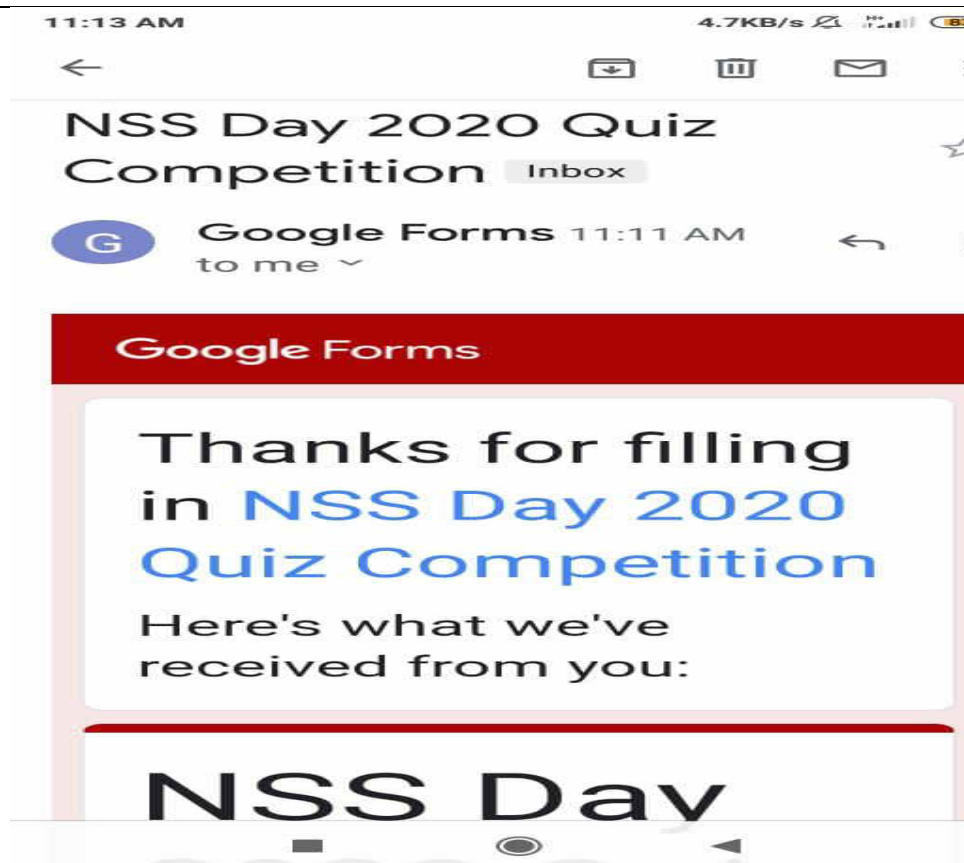 11:13 AM 4.7KB/s
NSS Day 2020 Quiz
Competition Inbox
G Google Forms 11:11 AM
to me
Google Forms
Thanks for filling
in NSS Day 2020
Quiz Competition
Here's what we've
received from you:
NSS Day